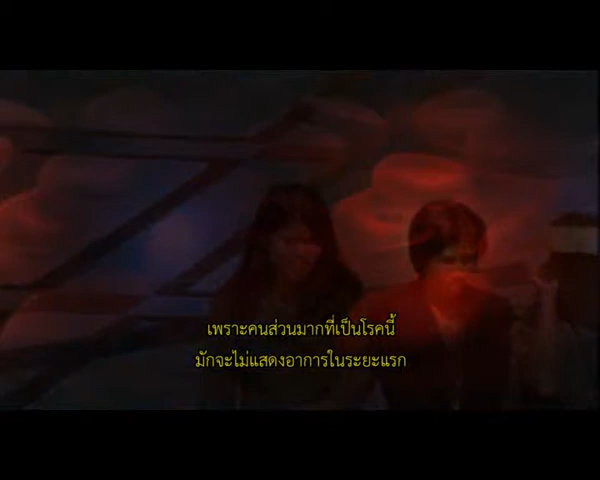 เพราะคนส่วนมากที่เป็นโรคนี้
มักจะไม่แสดงอาการในระยะแรก